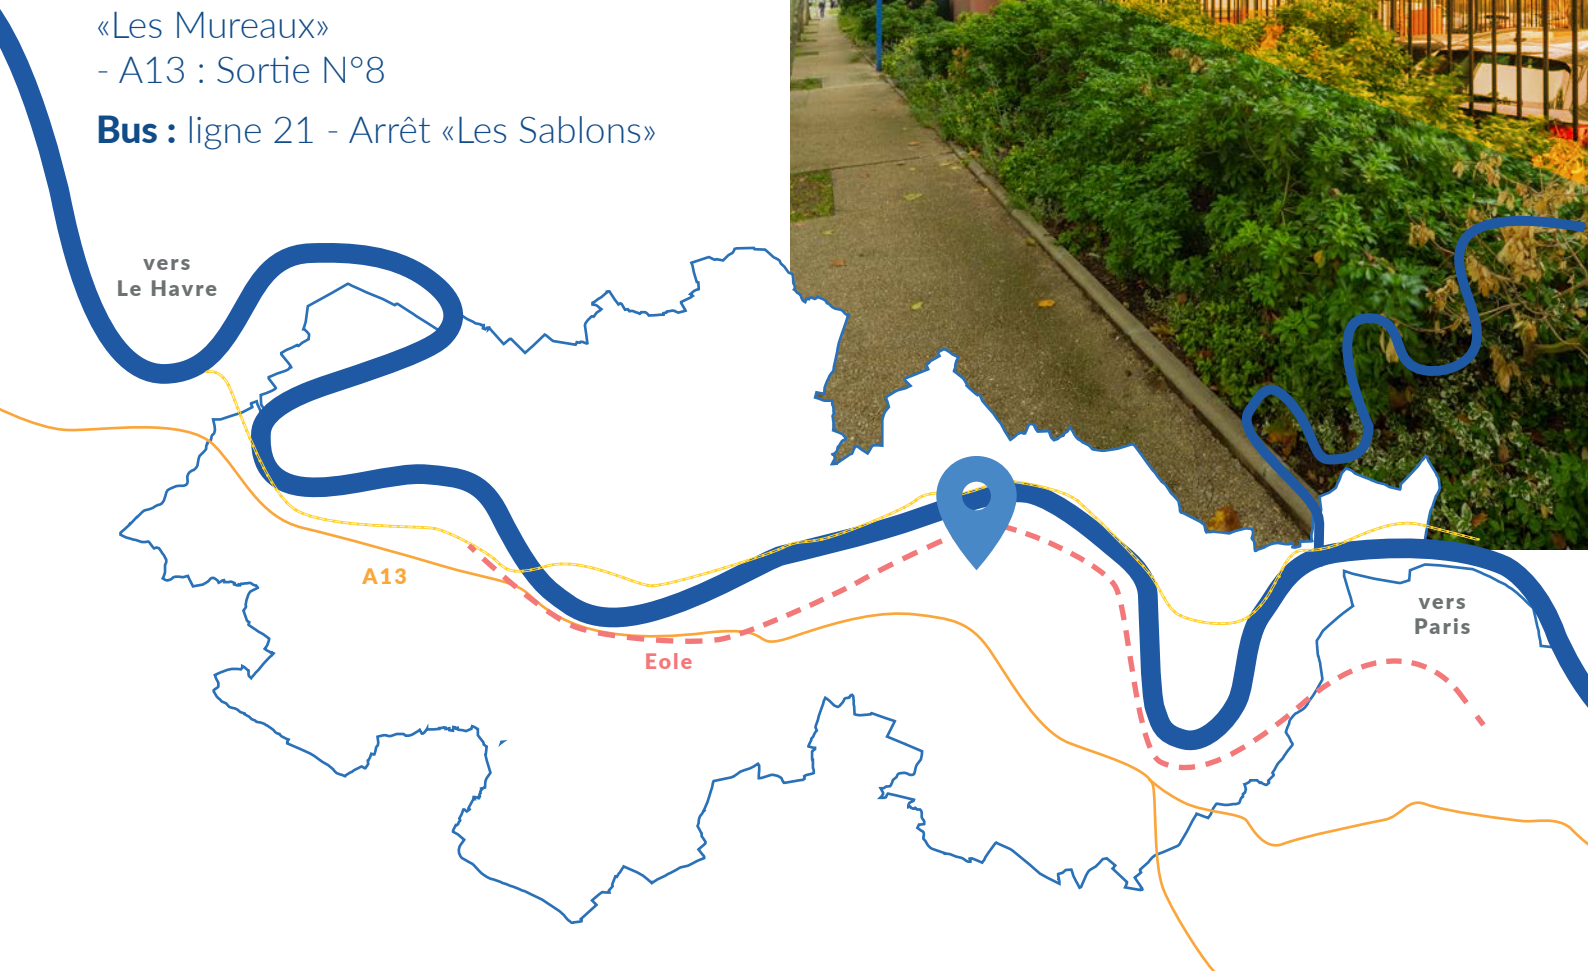 «Les Mureaux»
- A13 : Sortie N°8
Bus : ligne 21 - Arrêt «Les Sablons»
vers
Le Havre
A13
Eole
vers
Paris